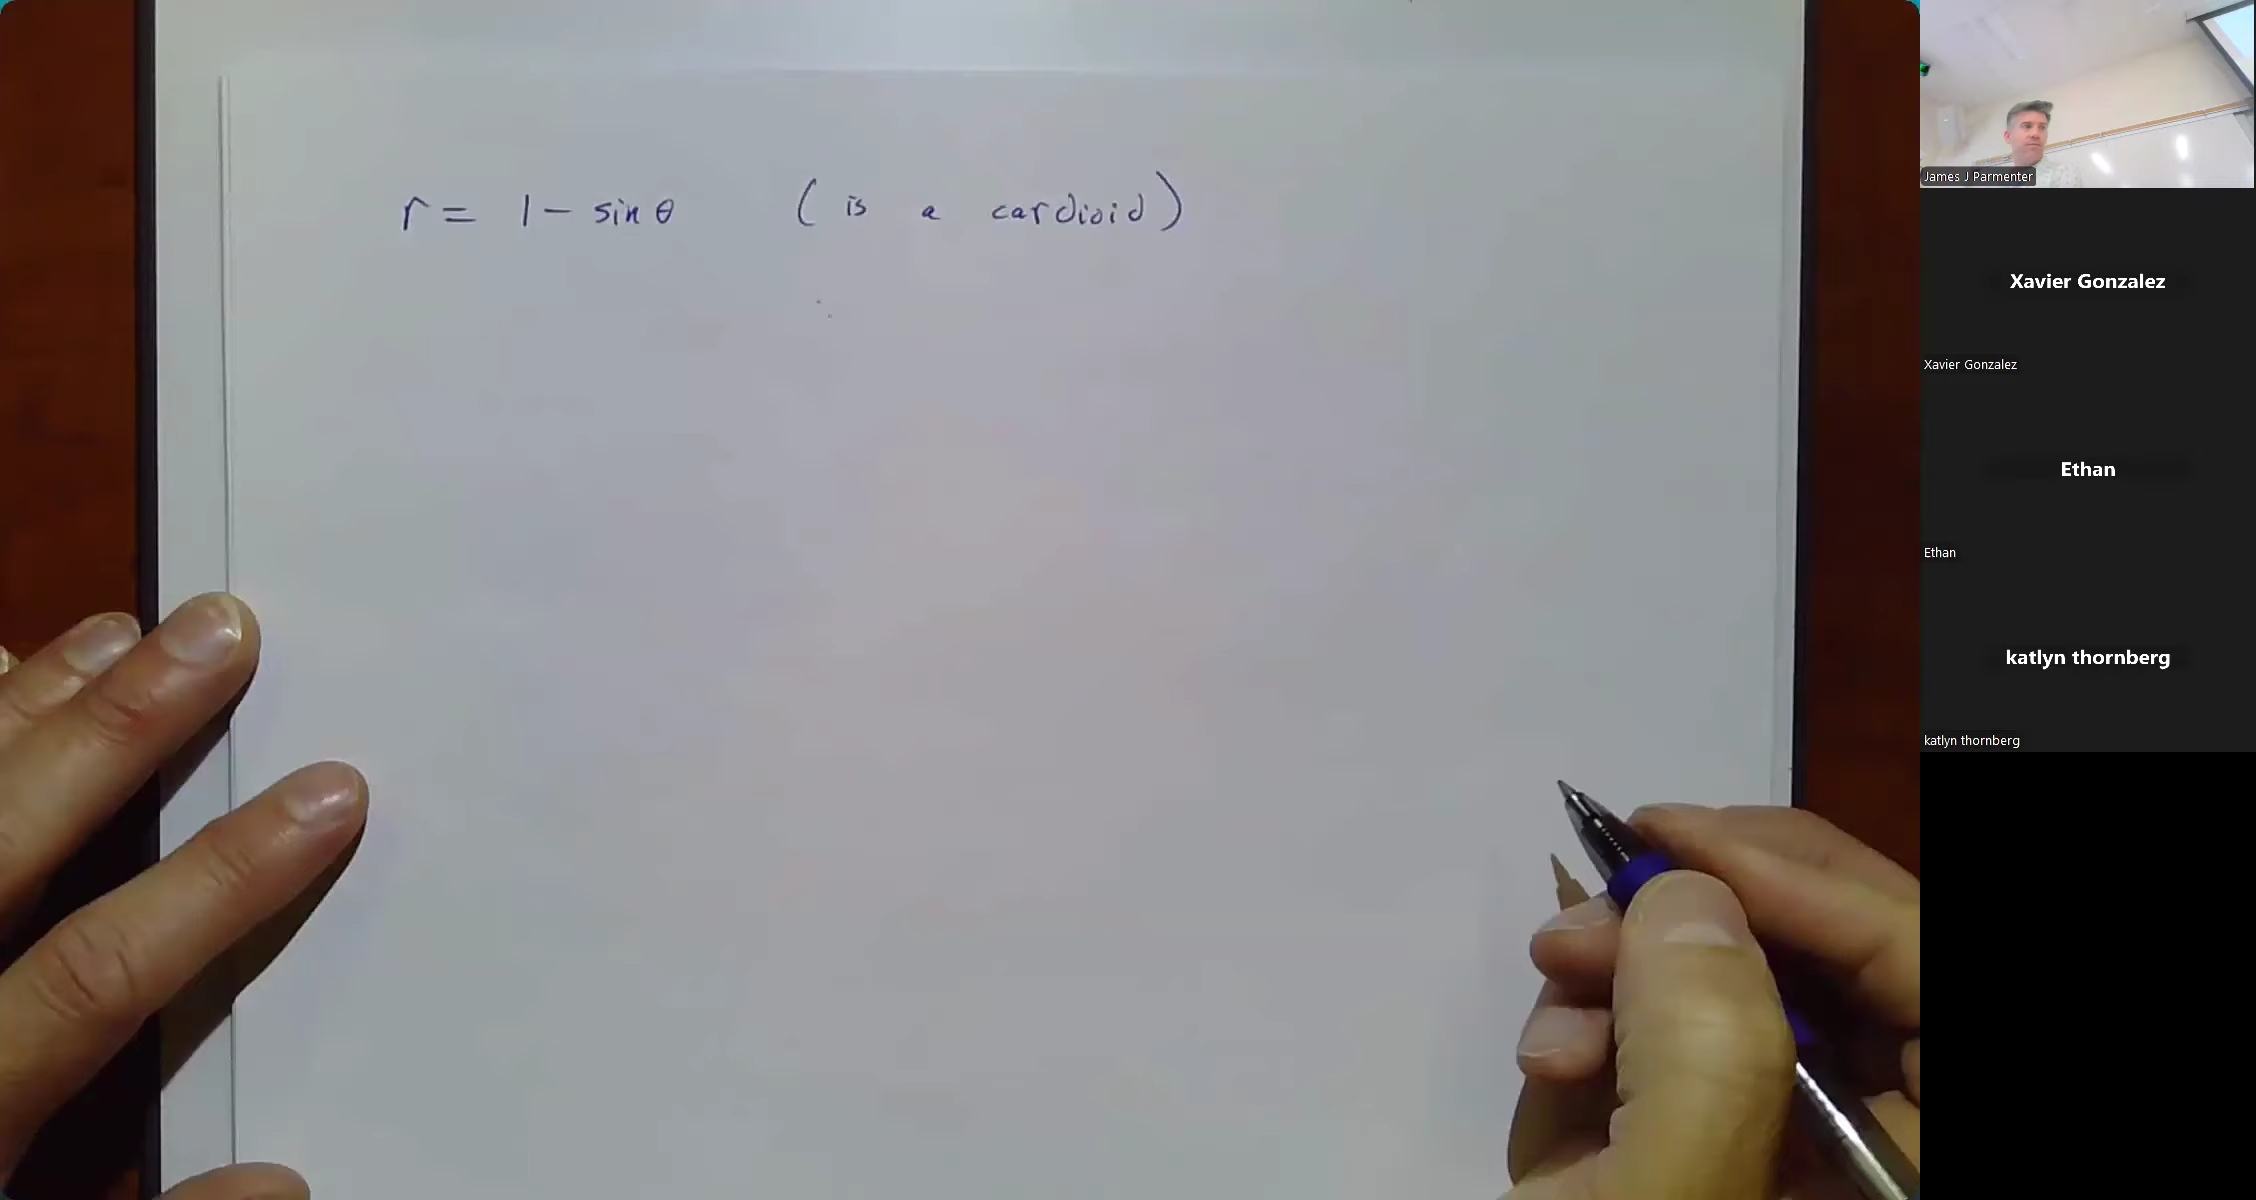 r = 1 - sin θ (is a cardioid)
James J Parmenter
Xavier Gonzalez
Xavier Gonzalez
Ethan
Ethan
katlyn thornberg
katlyn thornberg